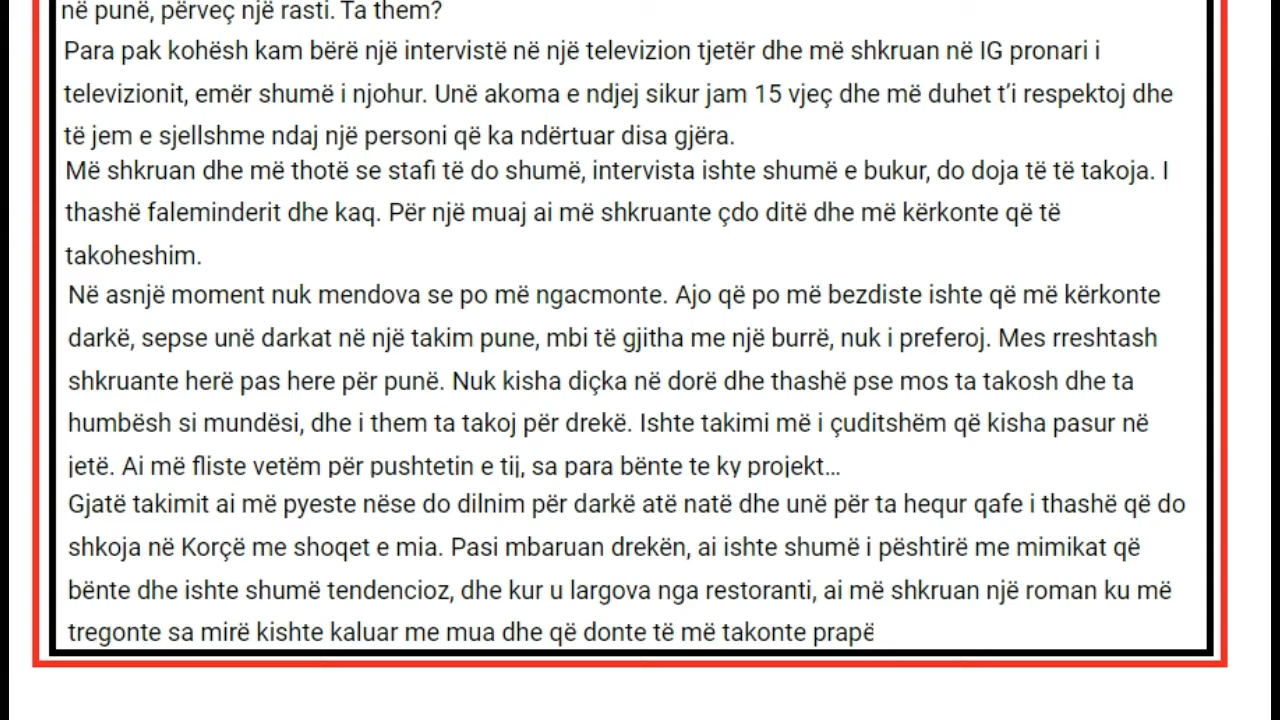 në punë, përveç një rasti. Ta them?
Para pak kohësh kam bërë një intervistë në një televizion tjetër dhe më shkruan në IG pronari i
televizionit, emër shumë i njohur. Unë akoma e ndjej sikur jam 15 vjeç dhe më duhet t’i respektoj dhe
të jem e sjellshme ndaj një personi që ka ndërtuar disa gjëra.
Më shkruan dhe më thotë se stafi të do shumë, intervista ishte shumë e bukur, do doja të të takoja. I
thashë faleminderit dhe kaq. Për një muaj ai më shkruante çdo ditë dhe më kërkonte që të
takoheshim.
Në asnjë moment nuk mendova se po më ngacmonte. Ajo që po më bezdiste ishte që më kërkonte
darkë, sepse unë darkat në një takim pune, mbi të gjitha me një burrë, nuk i preferoj. Mes rreshtash
shkruante herë pas here për punë. Nuk kisha diçka në dorë dhe thashë pse mos ta takosh dhe ta
humbësh si mundësi, dhe i them ta takoj për drekë. Ishte takimi më i çuditshëm që kisha pasur në
jetë. Ai më fliste vetëm për pushtetin e tij, sa para bënte te ky projekt…
Gjatë takimit ai më pyeste nëse do dilnim për darkë atë natë dhe unë për ta hequr qafe i thashë që do
shkoja në Korçë me shoqet e mia. Pasi mbaruan drekën, ai ishte shumë i pështirë me mimikat që
bënte dhe ishte shumë tendencioz, dhe kur u largova nga restoranti, ai më shkruan një roman ku më
tregonte sa mirë kishte kaluar me mua dhe që donte të më takonte prapë